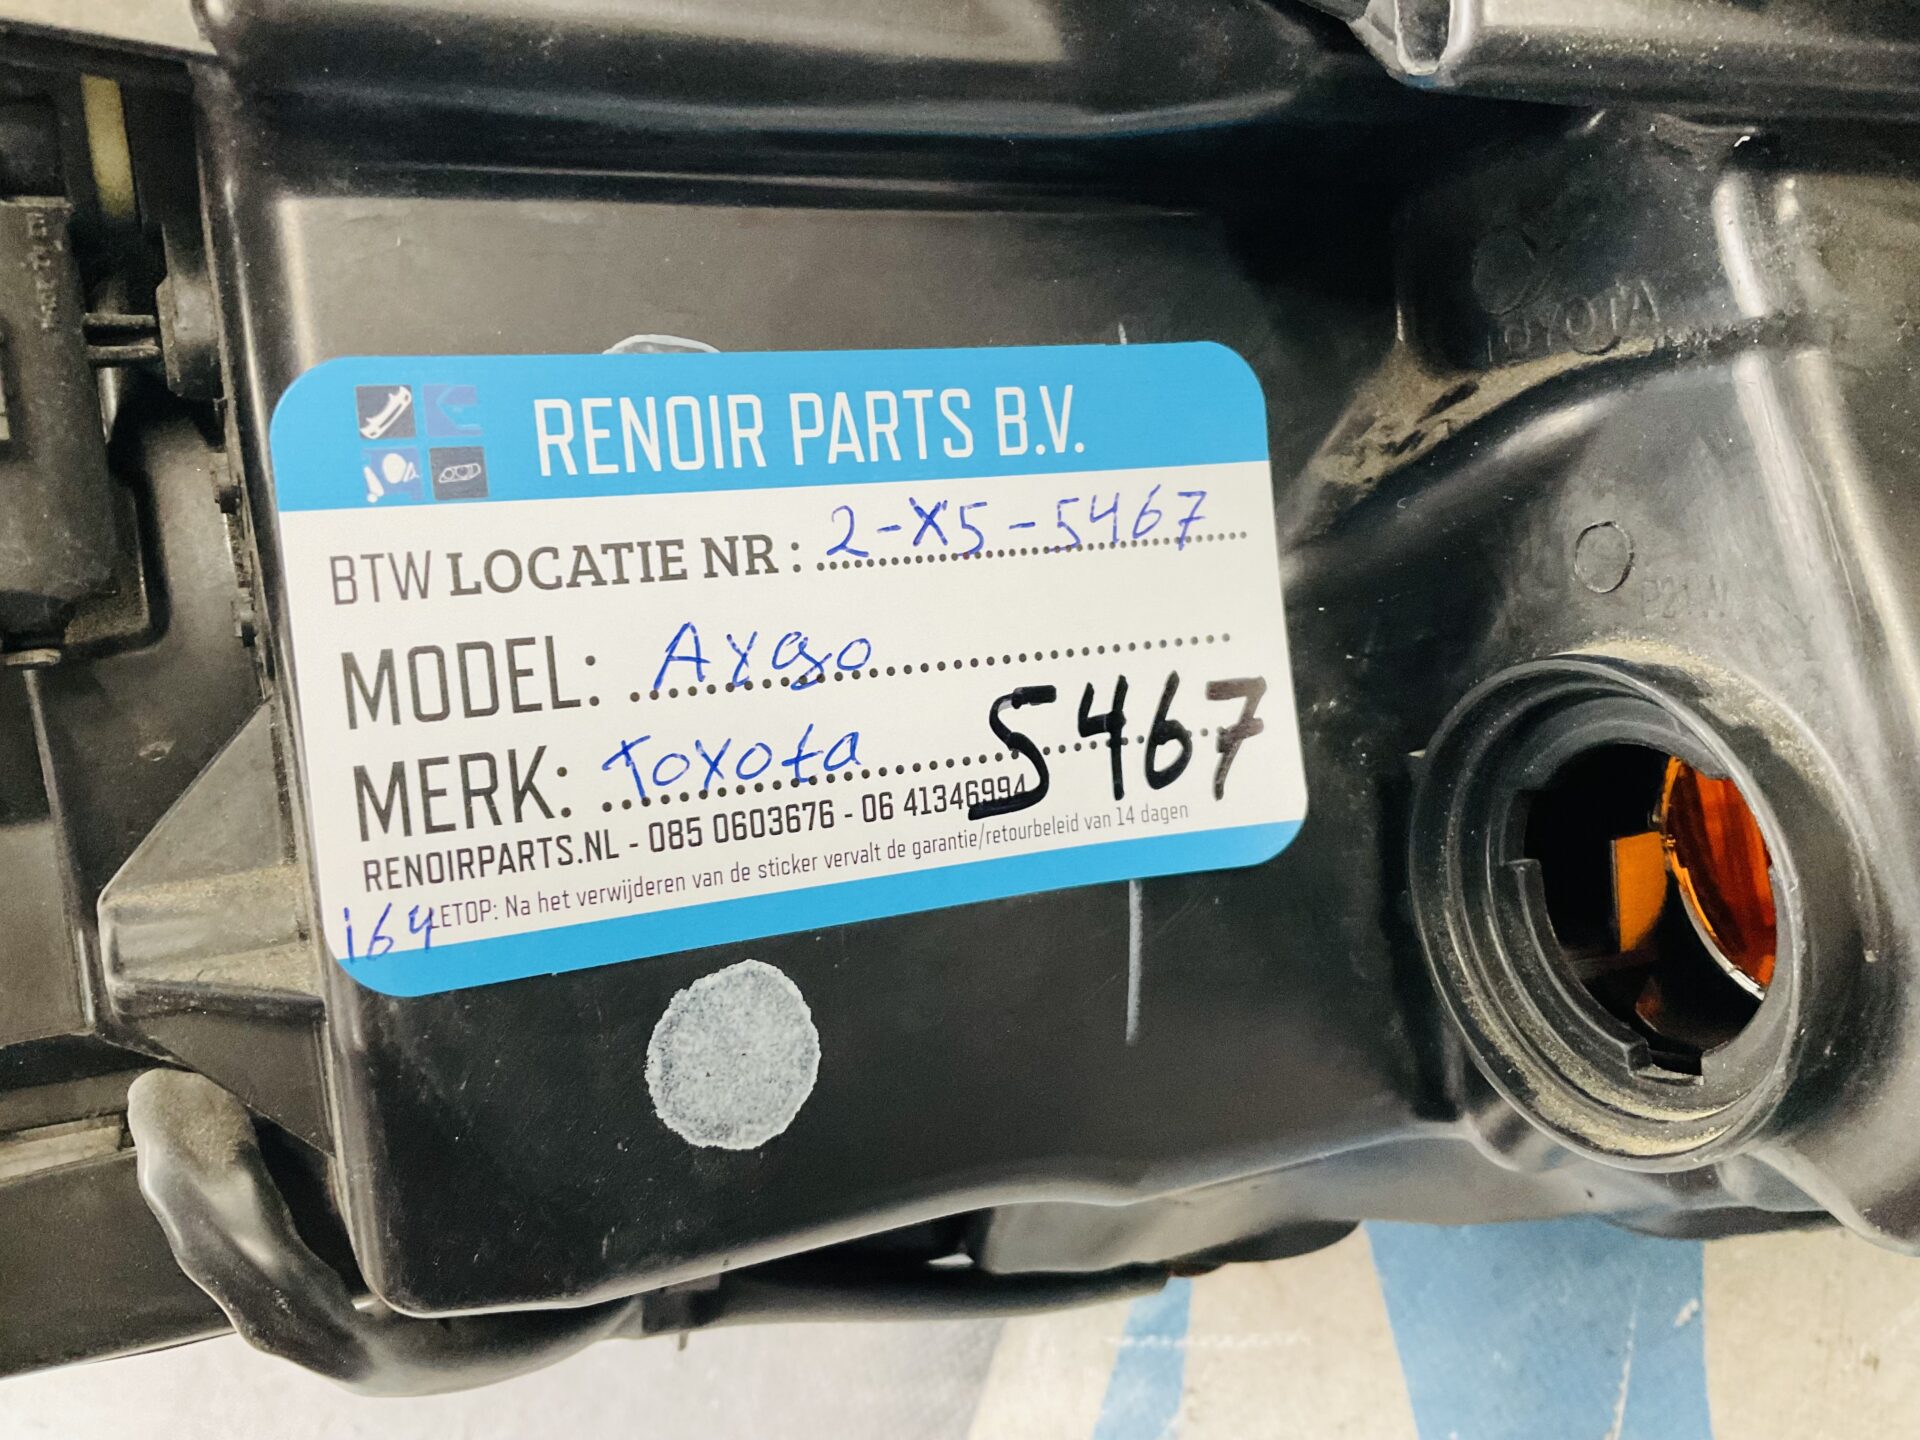 RENOIR PARTS B.V.
BTW LOCATIE NR: 2-X5-5467
MODEL: Aygo
MERK: Toyota
5467
RENOIRPARTS.NL - 085 0603676 - 06 41346994
LETOP: Na het verwijderen van de sticker vervalt de garantie/retourbeleid van 14 dagen
i64
TOYOTA